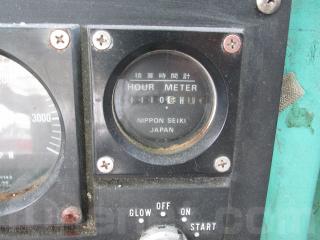 積算時間計
HOUR METER
NIPPON SEIKI
JAPAN
3000
OFF
GLOW ON
START